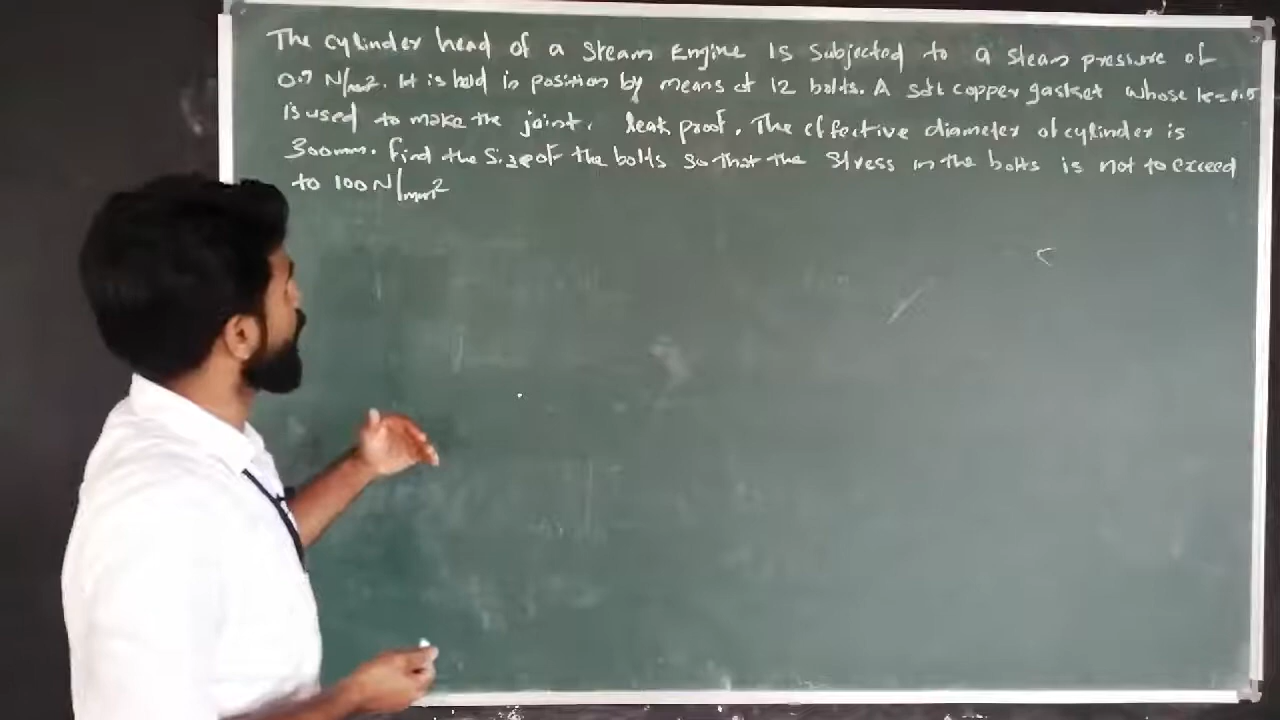 The cylinder head of a Steam Engine is Subjected to a steam pressure of
0.7 N/mm². It is held in position by means of 12 bolts. A soft copper gasket whose k=0.5
is used to make the joint. leak proof. The effective diameter of cylinder is
300mm. find the Size of the bolts so that the Stress in the bolts is not to exceed
to 100 N/mm²